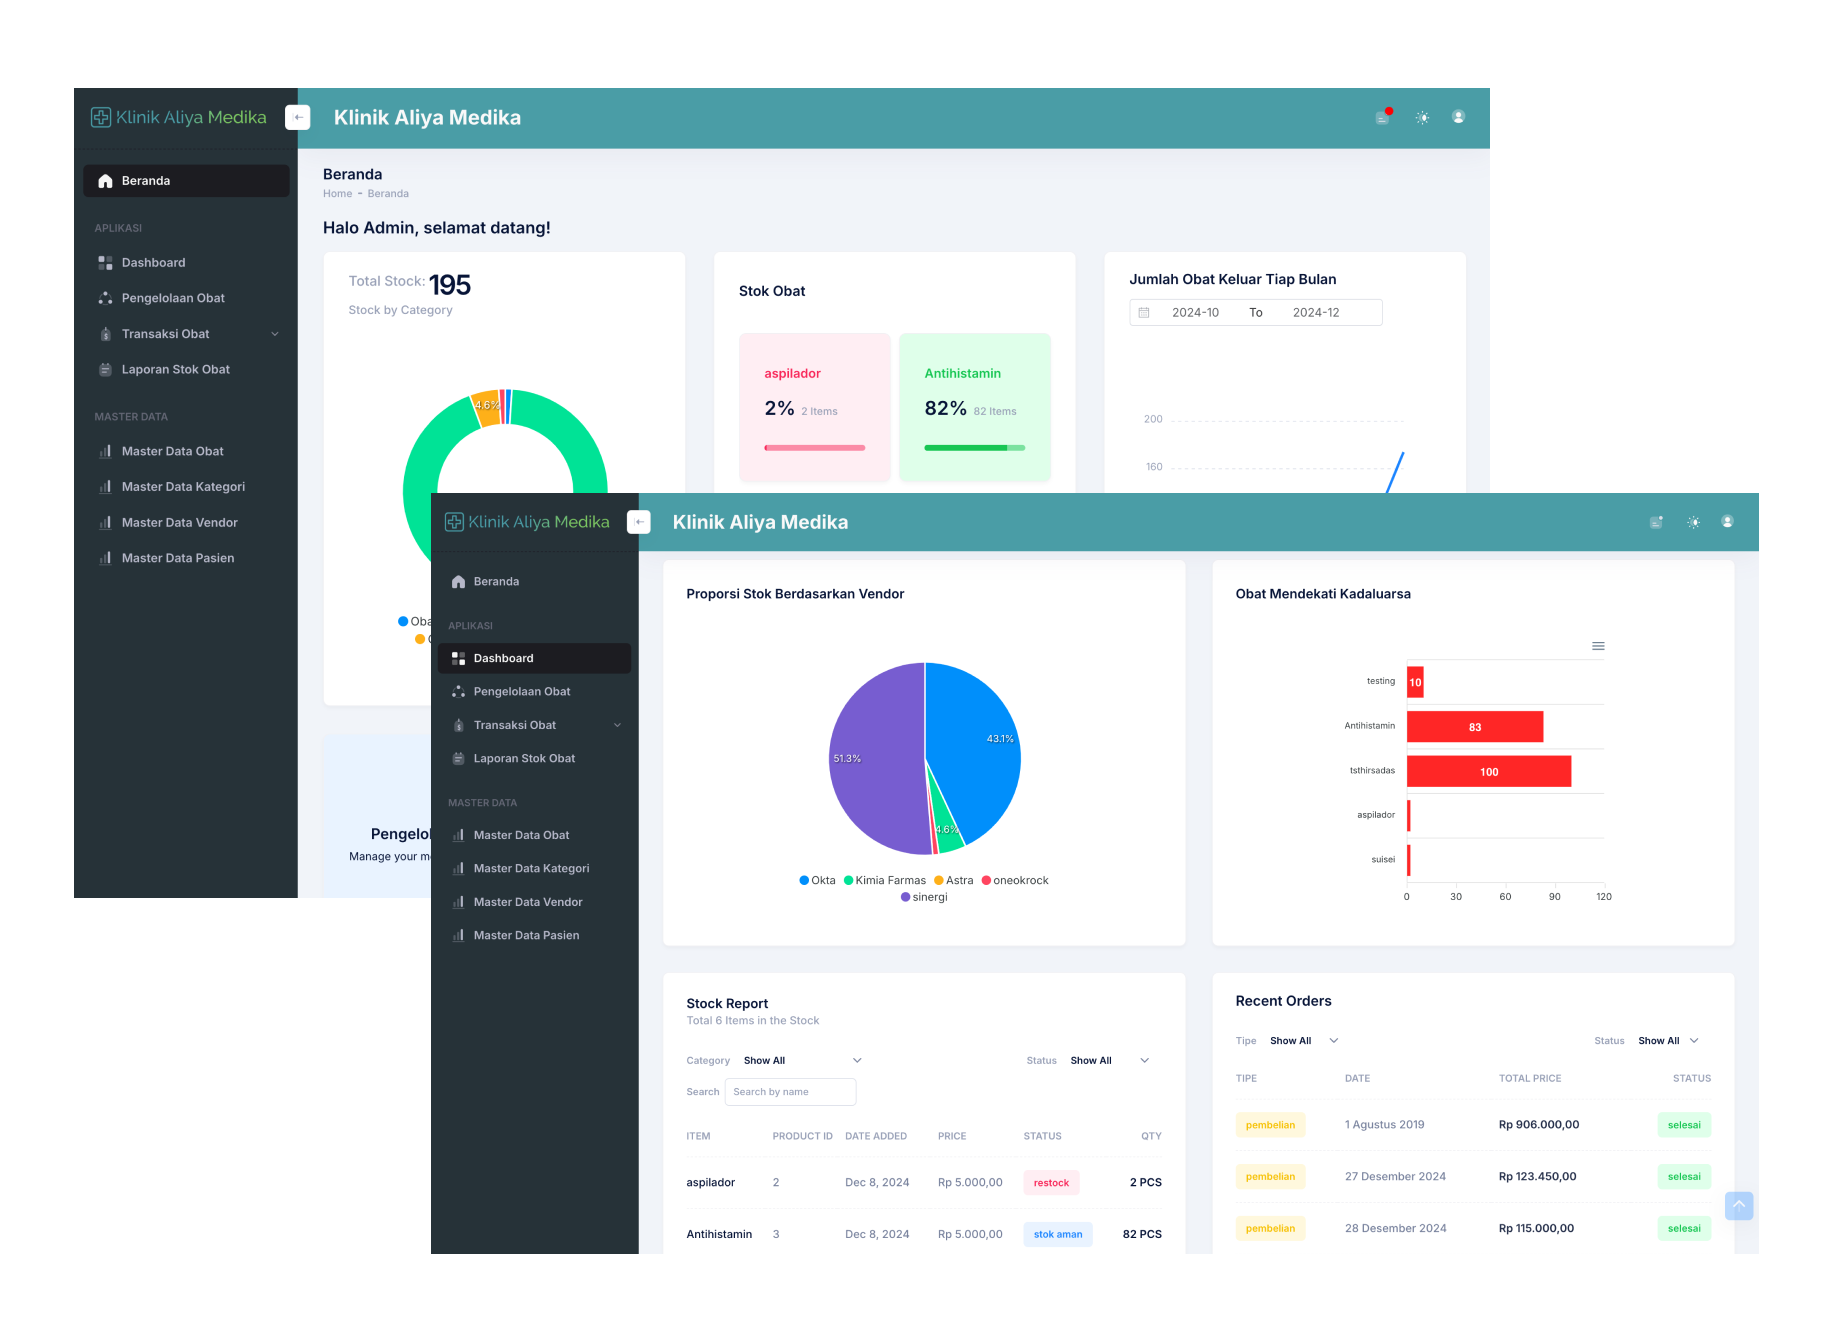 Klinik Aliya Medika
Klinik Aliya Medika
Beranda
APLIKASI
Dashboard
Pengelolaan Obat
Transaksi Obat
Laporan Stok Obat
MASTER DATA
Master Data Obat
Master Data Kategori
Master Data Vendor
Master Data Pasien
Beranda
Home - Beranda
Halo Admin, selamat datang!
Total Stock: 195
Stock by Category
4.6%
Stok Obat
aspilador
2% 2 Items
Antihistamin
82% 82 Items
Jumlah Obat Keluar Tiap Bulan
2024-10 To 2024-12
200
160
Manage your
Klinik Aliya Medika
Klinik Aliya Medika
Beranda
APLIKASI
Dashboard
Pengelolaan Obat
Transaksi Obat
Laporan Stok Obat
MASTER DATA
Master Data Obat
Master Data Kategori
Master Data Vendor
Master Data Pasien
Proporsi Stok Berdasarkan Vendor
51.3%
43.1%
4.6%
Okta Kimia Farmas Astra oneokrock
sinergi
Obat Mendekati Kadaluarsa
testing 10
Antihistamin 83
tsthirsadas 100
aspilador
suisei
0 30 60 90 120
Stock Report
Total 6 Items in the Stock
Category Show All Status Show All
Search Search by name
ITEM PRODUCT ID DATE ADDED PRICE STATUS QTY
aspilador 2 Dec 8, 2024 Rp 5.000,00 restock 2 PCS
Antihistamin 3 Dec 8, 2024 Rp 5.000,00 stok aman 82 PCS
Recent Orders
Tipe Show All Status Show All
TIPE DATE TOTAL PRICE STATUS
pembelian 1 Agustus 2019 Rp 906.000,00 selesai
pembelian 27 Desember 2024 Rp 123.450,00 selesai
pembelian 28 Desember 2024 Rp 115.000,00 selesai